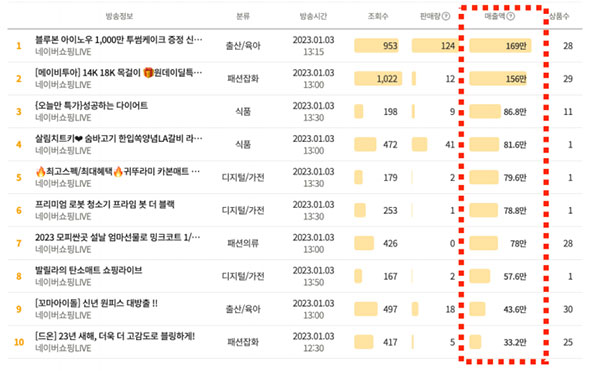 방송정보 분류 방송시간 조회수 판매량 ? 매출액 ? 상품수
1 블루본 아이노우 1,000만 투썸케이크 증정 신… 출산/육아 2023.01.03 953 124 169만 28
네이버쇼핑LIVE 13:15
2 [메이비투아] 14K 18K 목걸이 🎁원데이딜특… 패션잡화 2023.01.03 1,022 12 156만 29
네이버쇼핑LIVE 13:00
3 {오늘만 특가}성공하는 다이어트 식품 2023.01.03 198 9 86.8만 11
네이버쇼핑LIVE 13:30
4 살림치트키❤ 숨바고기 한입쏙양념LA갈비 라… 식품 2023.01.03 472 41 81.6만 1
네이버쇼핑LIVE 13:00
5 🔥최고스펙/최대혜택🔥귀뚜라미 카본매트 … 디지털/가전 2023.01.03 179 2 79.6만 1
네이버쇼핑LIVE 13:30
6 프리미엄 로봇 청소기 프라임 봇 더 블랙 디지털/가전 2023.01.03 253 1 78.8만 1
네이버쇼핑LIVE 13:30
7 2023 모피싼곳 설날 엄마선물로 밍크코트 1/… 패션의류 2023.01.03 426 0 78만 28
네이버쇼핑LIVE 13:00
8 발릴라의 탄소매트 쇼핑라이브 디지털/가전 2023.01.03 167 2 57.6만 1
네이버쇼핑LIVE 13:50
9 [꼬마아이돌] 신년 원피스 대방출 !! 출산/육아 2023.01.03 497 18 43.6만 30
네이버쇼핑LIVE 13:00
10 [드온] 23년 새해, 더욱 더 고감도로 블링하게! 패션잡화 2023.01.03 417 5 33.2만 25
네이버쇼핑LIVE 12:30